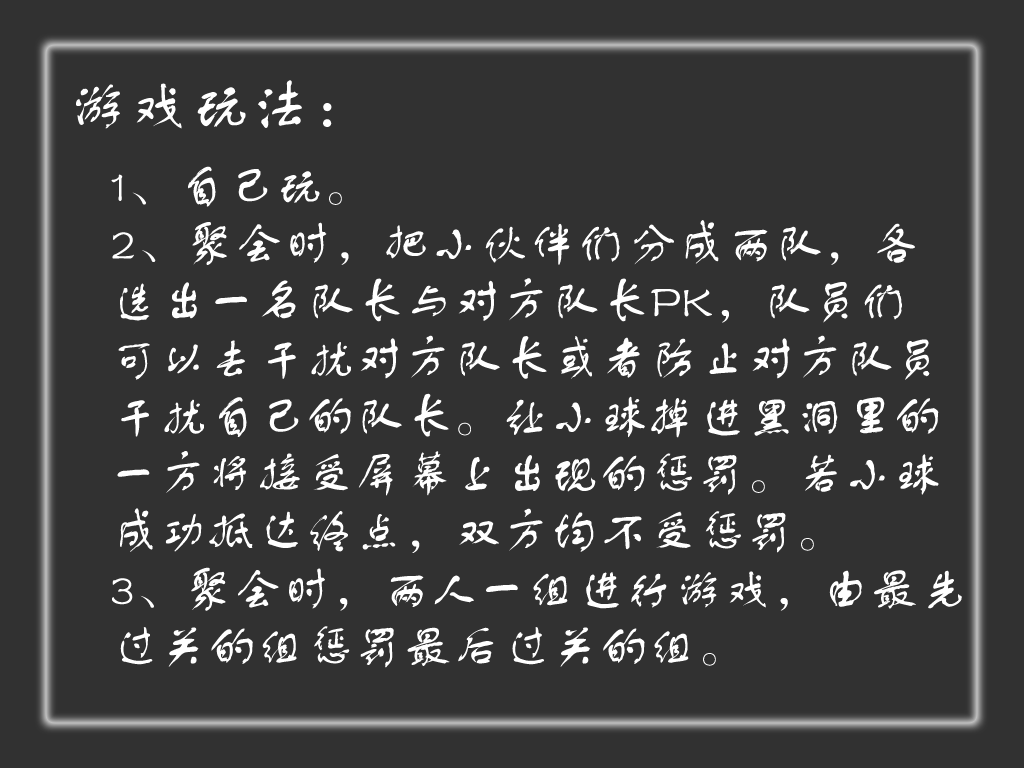 游戏玩法：
1、自己玩。
2、聚会时，把小伙伴们分成两队，各
选出一名队长与对方队长PK，队员们
可以去干扰对方队长或者防止对方队员
干扰自己的队长。让小球掉进黑洞里的
一方将接受屏幕上出现的惩罚。若小球
成功抵达终点，双方均不受惩罚。
3、聚会时，两人一组进行游戏，由最先
过关的组惩罚最后过关的组。